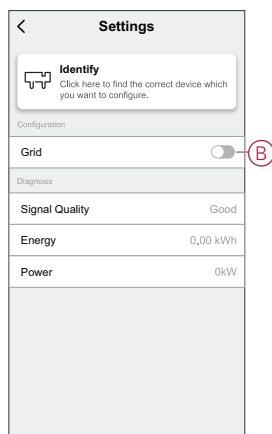 Settings
Identify
Click here to find the correct device which
you want to configure.
Configuration
Grid
B
Diagnosis
Signal Quality Good
Energy 0,00 kWh
Power 0kW